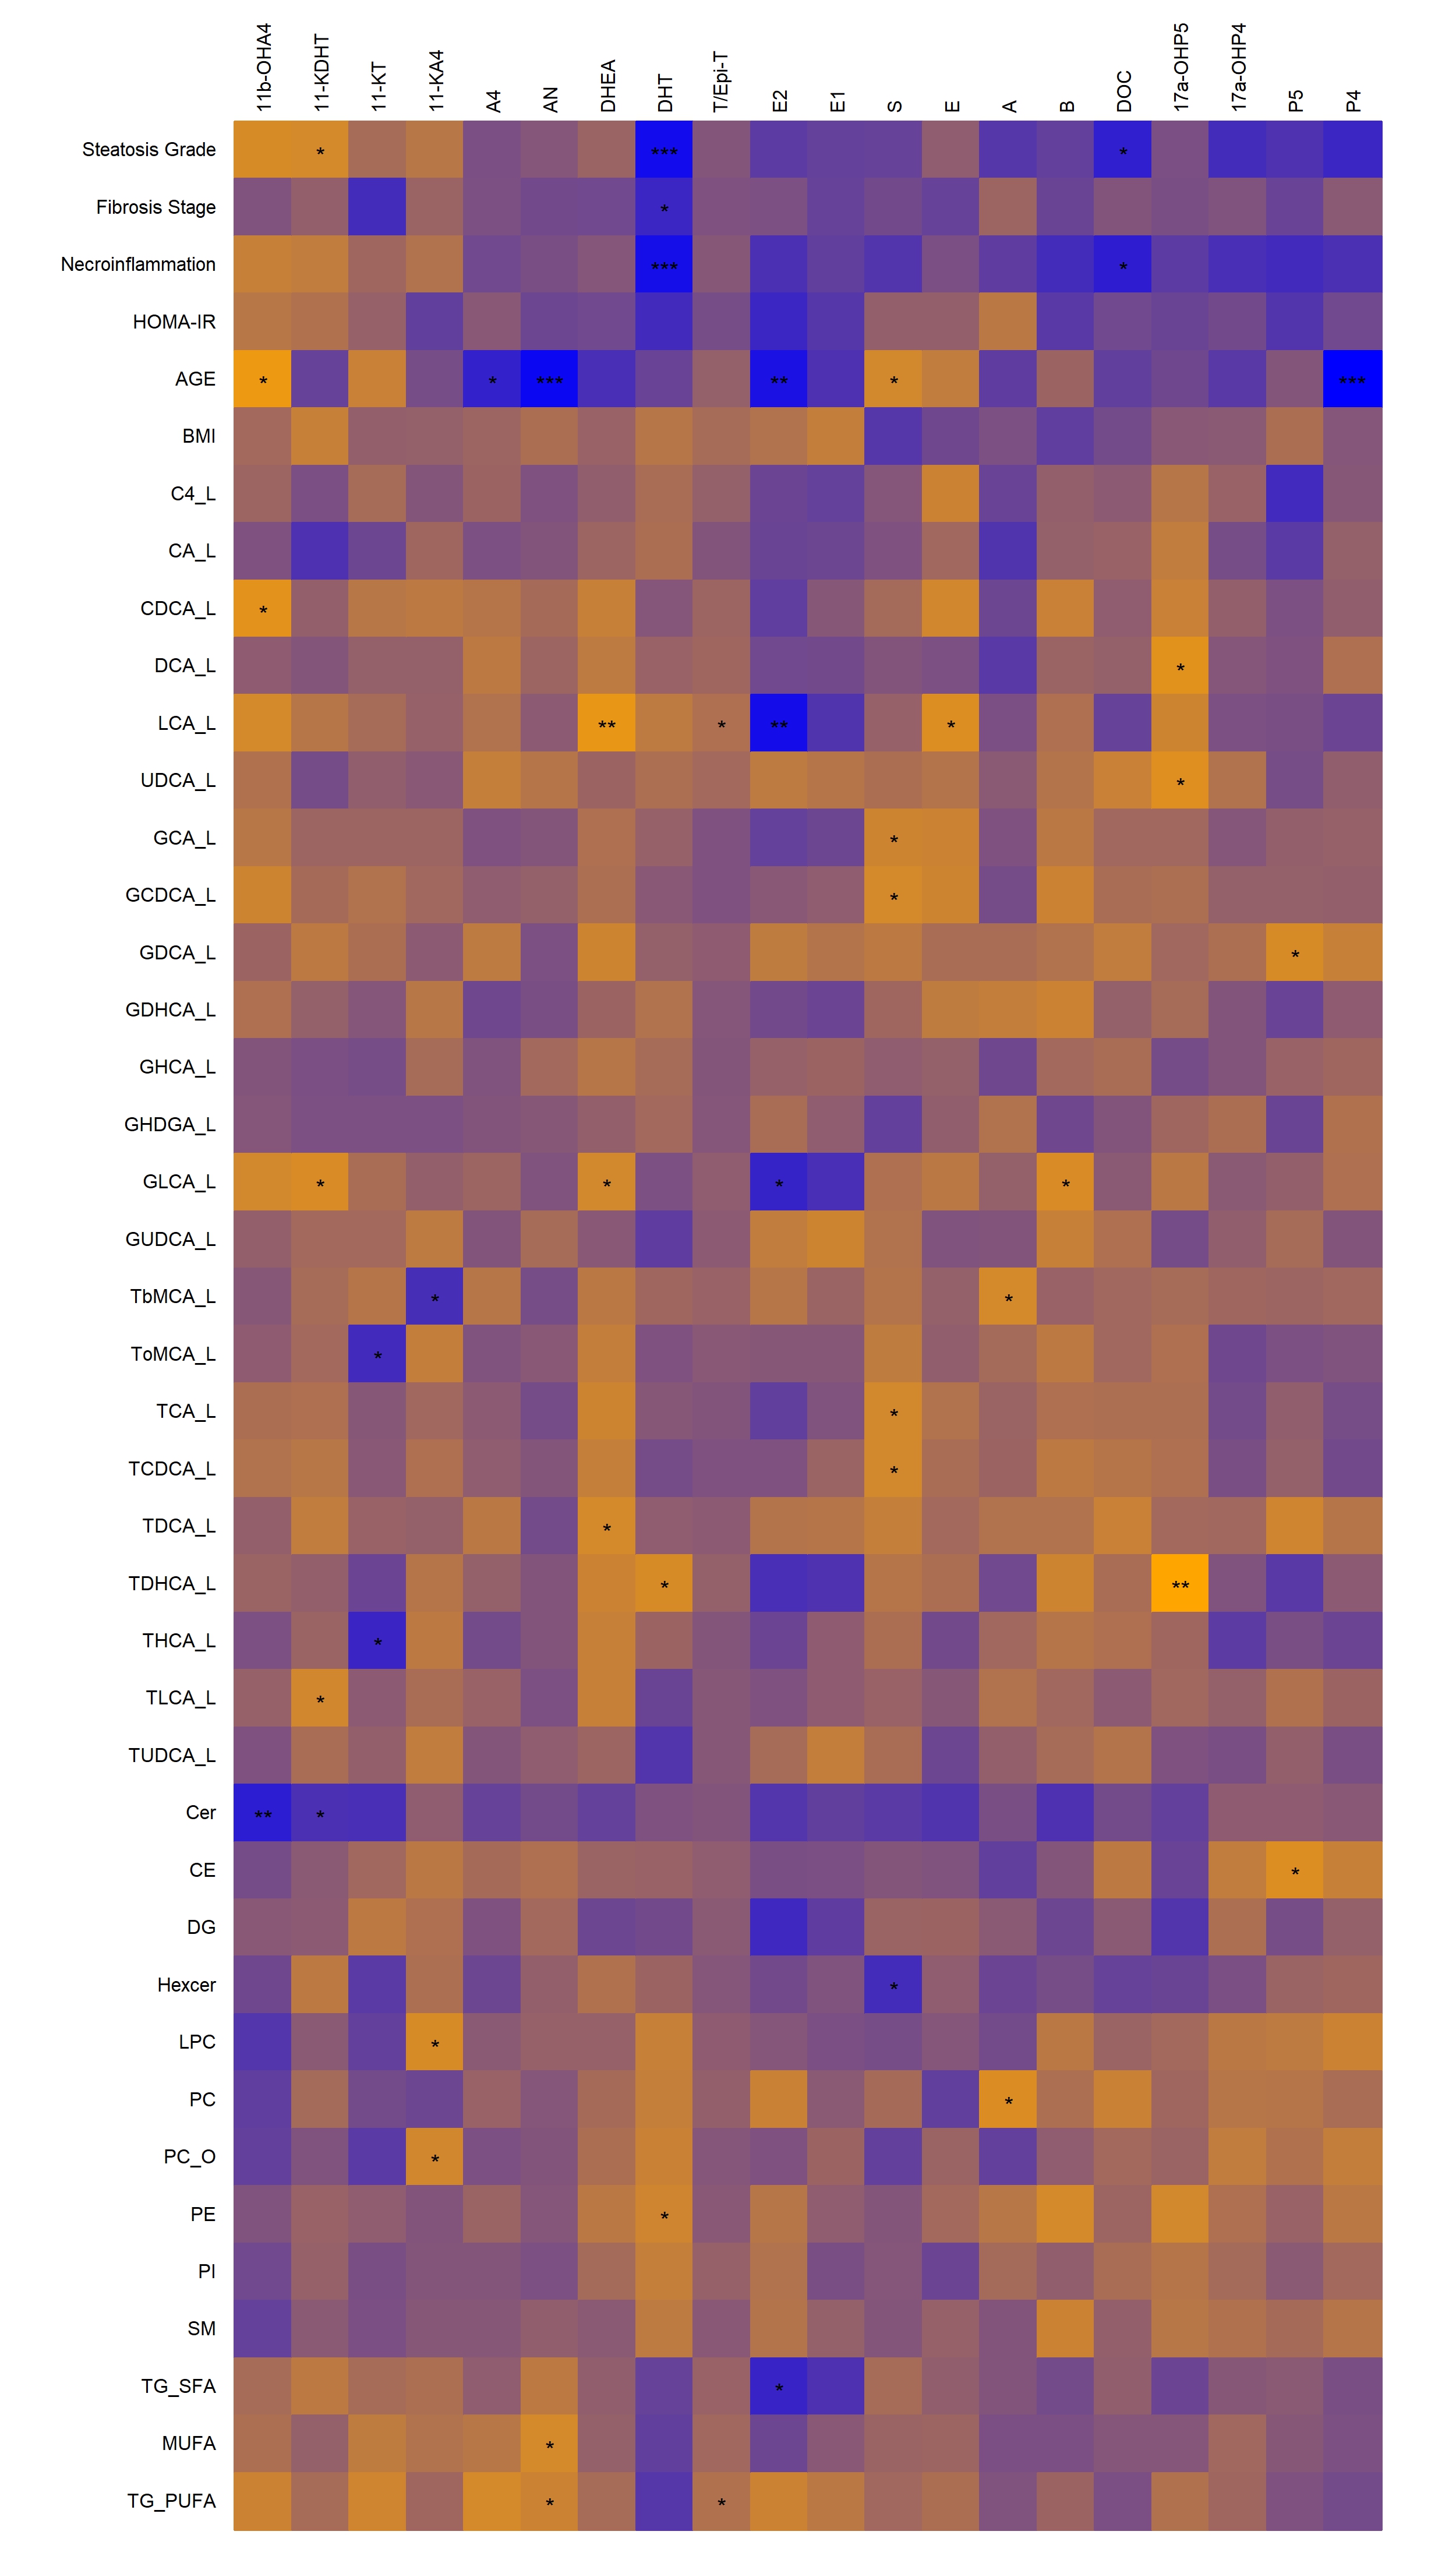 11b-OHA4 11-KDHT 11-KT 11-KA4 A4 AN DHEA DHT T/Epi-T E2 E1 S E A B DOC 17a-OHP5 17a-OHP4 P5 P4
Steatosis Grade * *** *
Fibrosis Stage *
Necroinflammation *** *
HOMA-IR
AGE * * *** ** * ***
BMI
C4_L
CA_L
CDCA_L *
DCA_L *
LCA_L ** * ** *
UDCA_L *
GCA_L *
GCDCA_L *
GDCA_L *
GDHCA_L
GHCA_L
GHDGA_L
GLCA_L * * * *
GUDCA_L
TbMCA_L * *
ToMCA_L *
TCA_L *
TCDCA_L *
TDCA_L *
TDHCA_L * **
THCA_L *
TLCA_L *
TUDCA_L
Cer ** *
CE *
DG
Hexcer *
LPC *
PC *
PC_O *
PE *
PI
SM
TG_SFA *
MUFA *
TG_PUFA * *